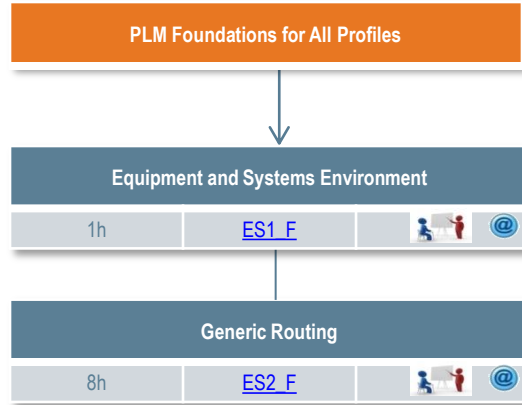 PLM Foundations for All Profiles
Equipment and Systems Environment
1h ES1_F @
Generic Routing
8h ES2_F @